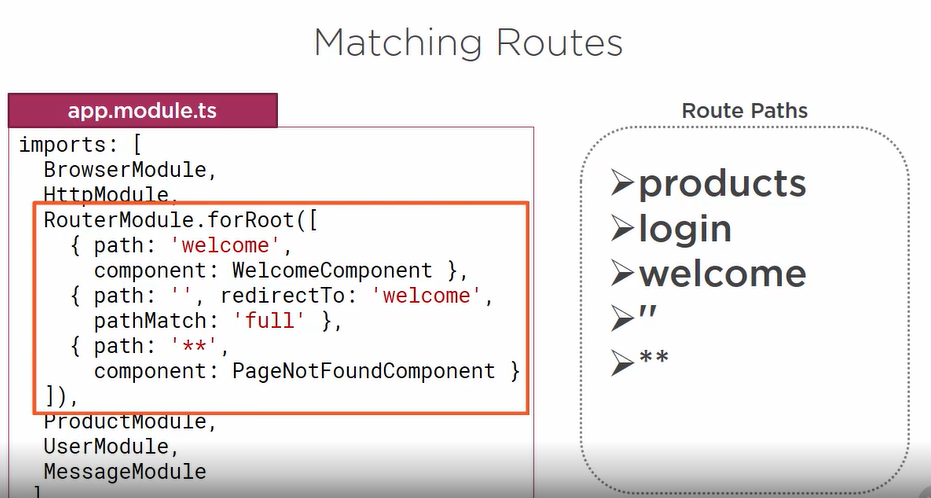 Matching Routes
app.module.ts
imports: [
BrowserModule,
HttpModule,
RouterModule.forRoot([
{ path: 'welcome',
component: WelcomeComponent },
{ path: '', redirectTo: 'welcome',
pathMatch: 'full' },
{ path: '**',
component: PageNotFoundComponent }
]),
ProductModule,
UserModule,
MessageModule
]
Route Paths
➢products
➢login
➢welcome
➢''
➢**